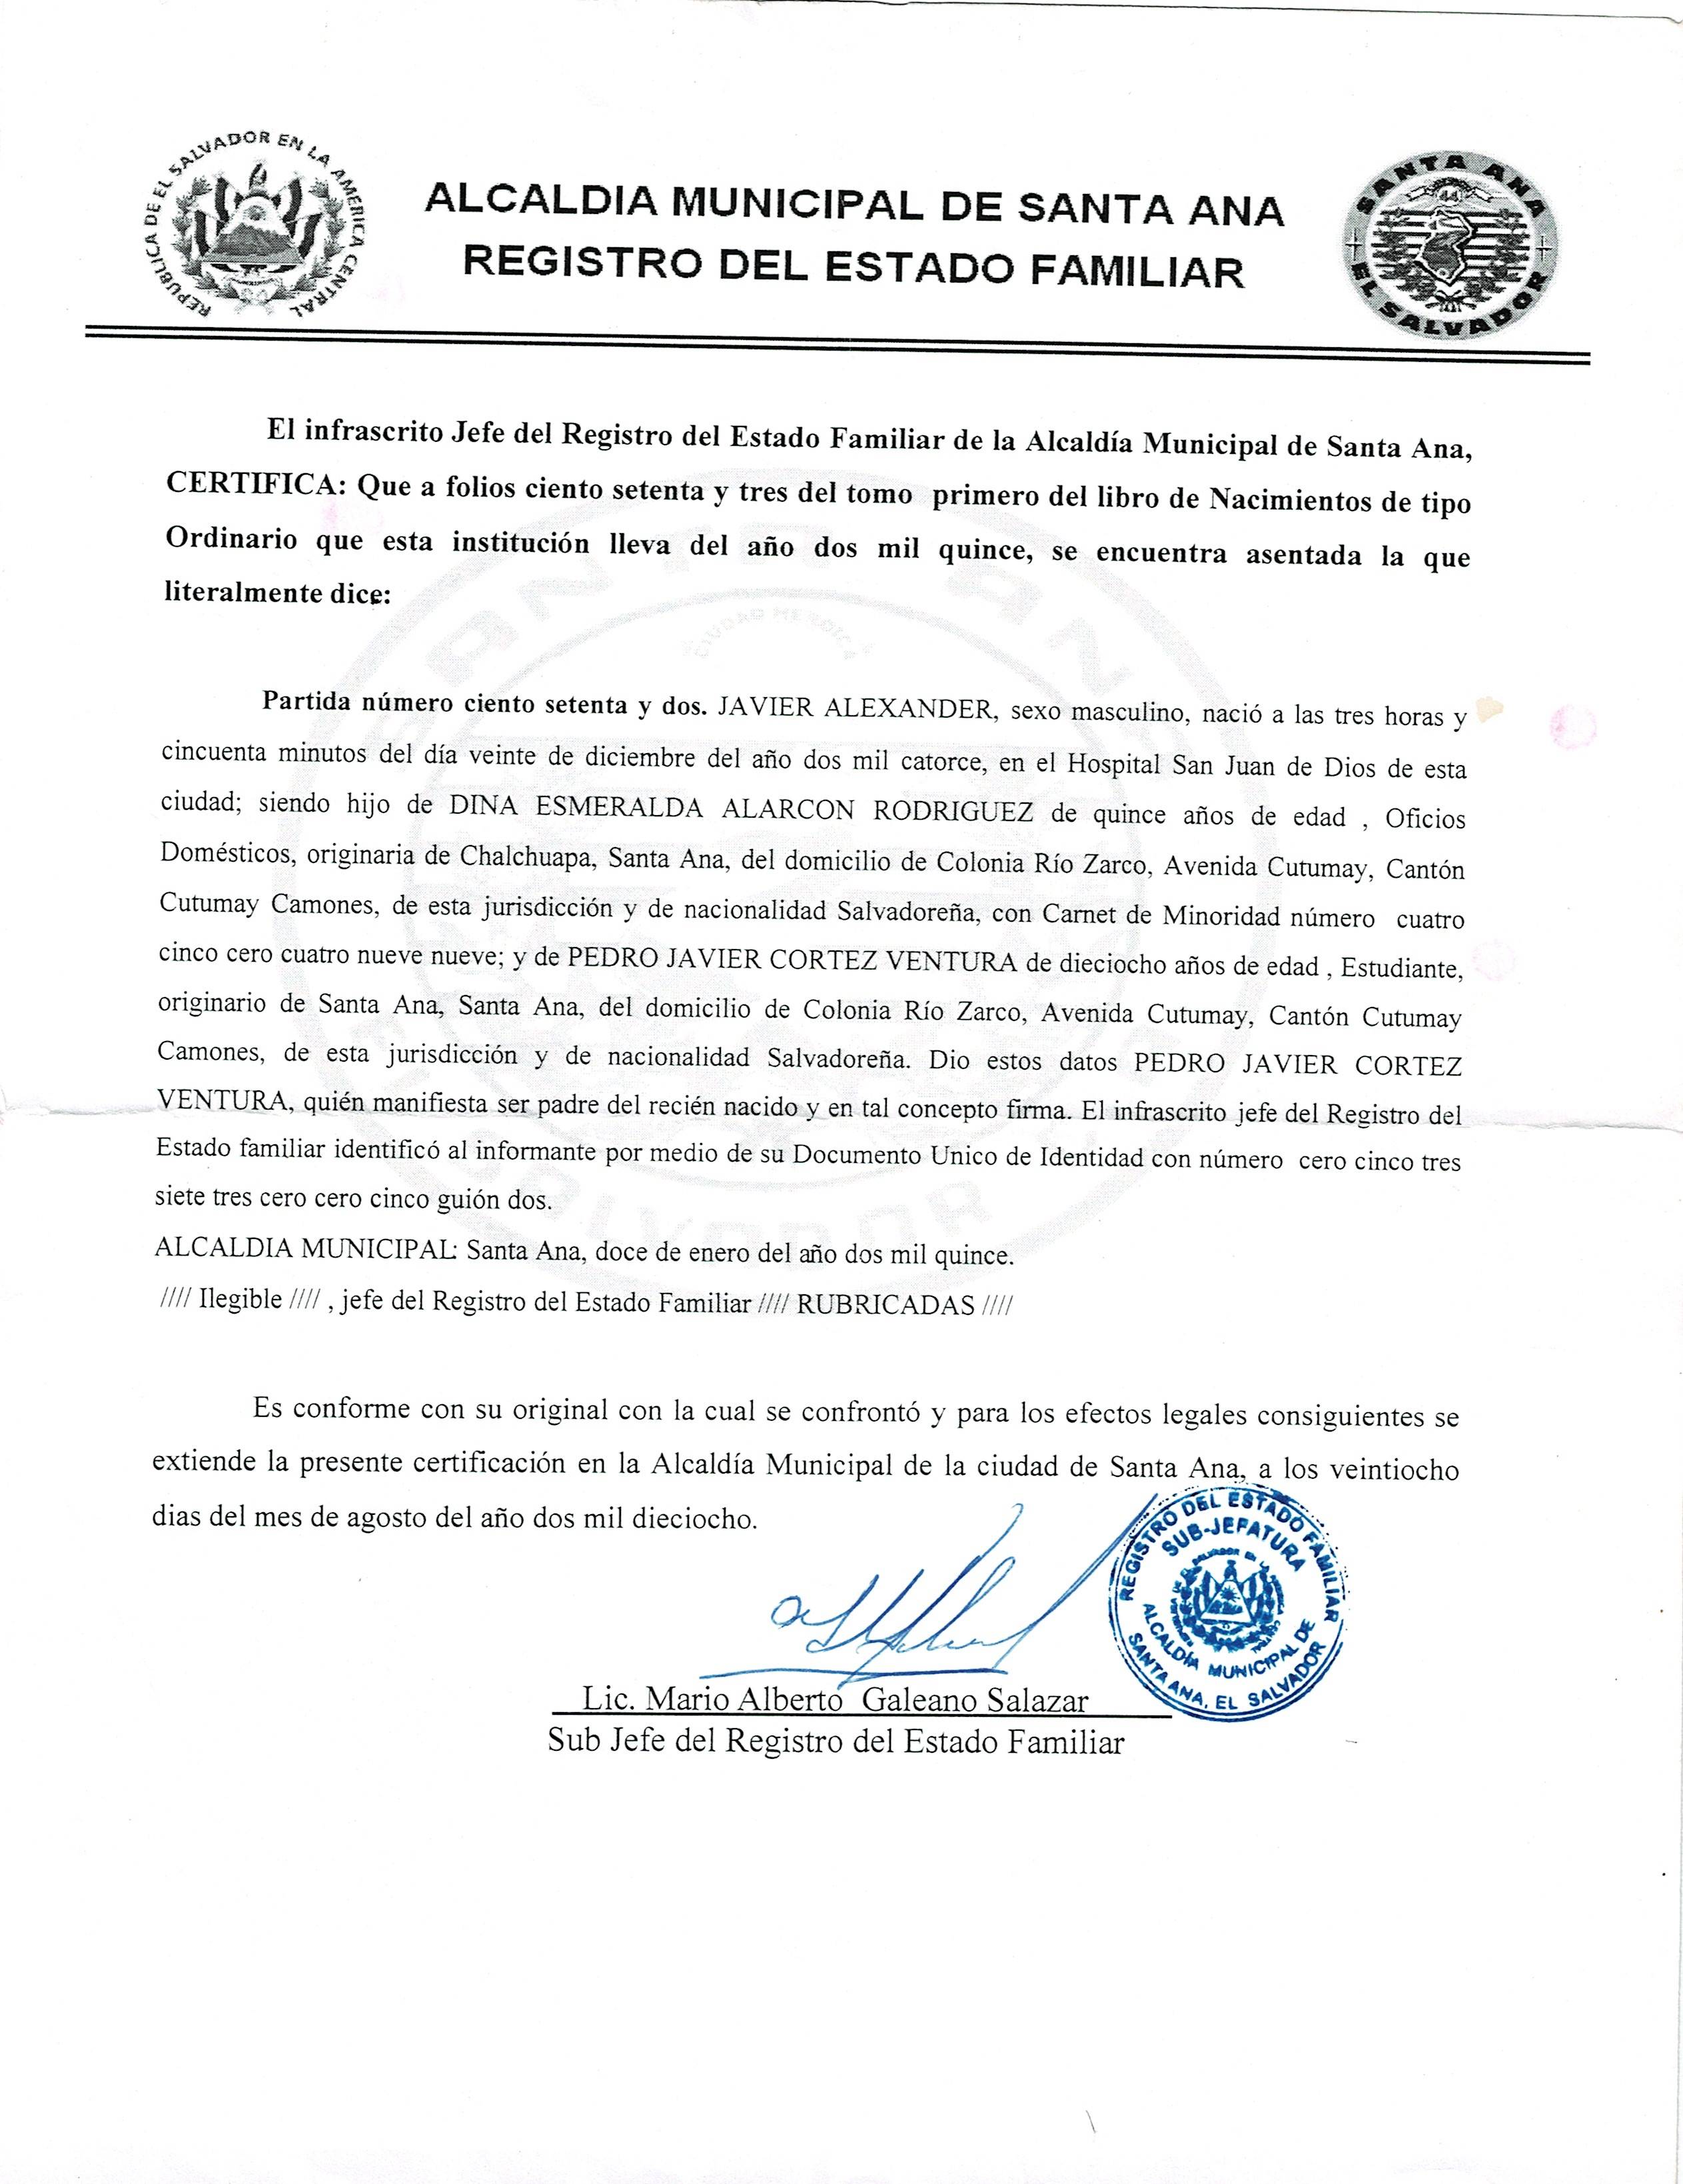 REPUBLICA DE EL SALVADOR EN LA AMERICA CENTRAL
ALCALDIA MUNICIPAL DE SANTA ANA
REGISTRO DEL ESTADO FAMILIAR
SANTA ANA
44
EL SALVADOR
El infrascrito Jefe del Registro del Estado Familiar de la Alcaldía Municipal de Santa Ana,
CERTIFICA: Que a folios ciento setenta y tres del tomo primero del libro de Nacimientos de tipo
Ordinario que esta institución lleva del año dos mil quince, se encuentra asentada la que
literalmente dice:
SANTA ANA
CIUDAD HEROICA
EL SALVADOR
Partida número ciento setenta y dos. JAVIER ALEXANDER, sexo masculino, nació a las tres horas y
cincuenta minutos del día veinte de diciembre del año dos mil catorce, en el Hospital San Juan de Dios de esta
ciudad; siendo hijo de DINA ESMERALDA ALARCON RODRIGUEZ de quince años de edad , Oficios
Domésticos, originaria de Chalchuapa, Santa Ana, del domicilio de Colonia Río Zarco, Avenida Cutumay, Cantón
Cutumay Camones, de esta jurisdicción y de nacionalidad Salvadoreña, con Carnet de Minoridad número cuatro
cinco cero cuatro nueve nueve; y de PEDRO JAVIER CORTEZ VENTURA de dieciocho años de edad , Estudiante,
originario de Santa Ana, Santa Ana, del domicilio de Colonia Río Zarco, Avenida Cutumay, Cantón Cutumay
Camones, de esta jurisdicción y de nacionalidad Salvadoreña. Dio estos datos PEDRO JAVIER CORTEZ
VENTURA, quién manifiesta ser padre del recién nacido y en tal concepto firma. El infrascrito jefe del Registro del
Estado familiar identificó al informante por medio de su Documento Unico de Identidad con número cero cinco tres
siete tres cero cero cinco guión dos.
ALCALDIA MUNICIPAL: Santa Ana, doce de enero del año dos mil quince.
//// Ilegible //// , jefe del Registro del Estado Familiar //// RUBRICADAS ////
Es conforme con su original con la cual se confrontó y para los efectos legales consiguientes se
extiende la presente certificación en la Alcaldía Municipal de la ciudad de Santa Ana, a los veintiocho
dias del mes de agosto del año dos mil dieciocho.
REGISTRO DEL ESTADO FAMILIAR
SUB-JEFATURA
ALCALDÍA MUNICIPAL DE
SANTA ANA, EL SALVADOR
Lic. Mario Alberto Galeano Salazar
Sub Jefe del Registro del Estado Familiar